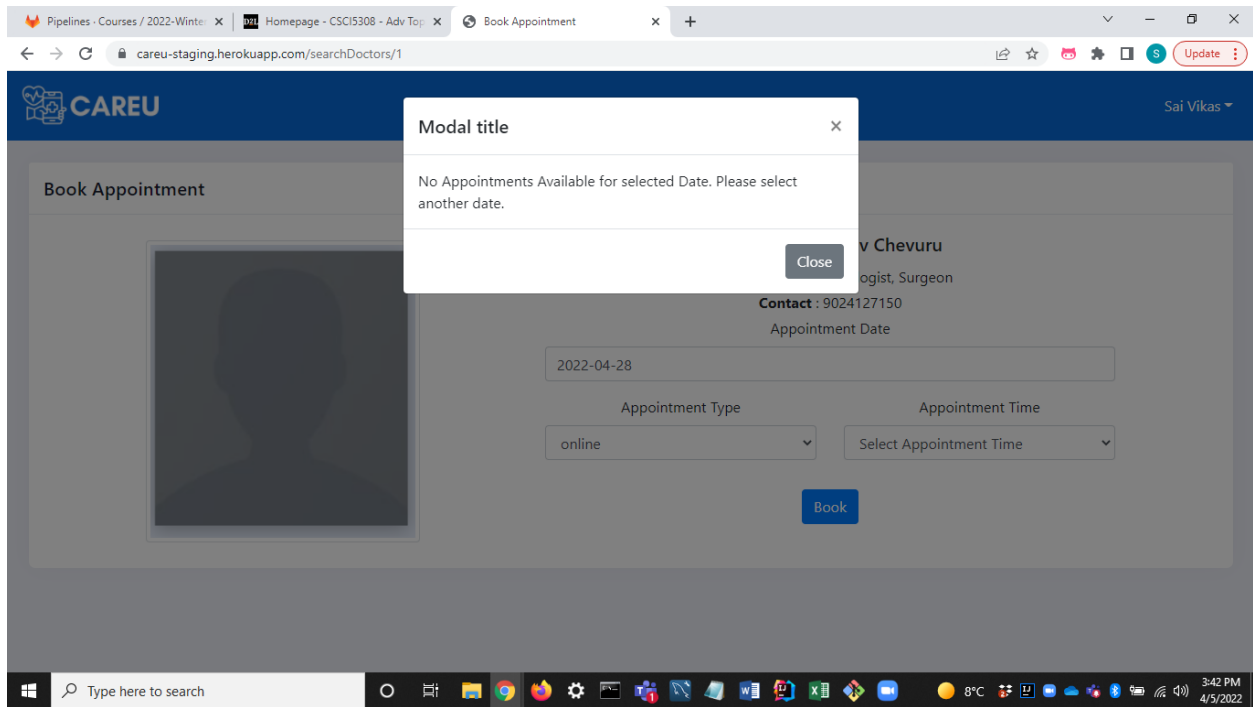 Pipelines · Courses / 2022-Winter
DZL Homepage - CSCI5308 - Adv Top
Book Appointment
careu-staging.herokuapp.com/searchDoctors/1
S
Update
CAREU
Sai Vikas
Modal title
No Appointments Available for selected Date. Please select
another date.
Close
Book Appointment
v Chevuru
ogist, Surgeon
Contact : 9024127150
Appointment Date
2022-04-28
Appointment Type
Appointment Time
online
Select Appointment Time
Book
Type here to search
8°C
3:42 PM
4/5/2022